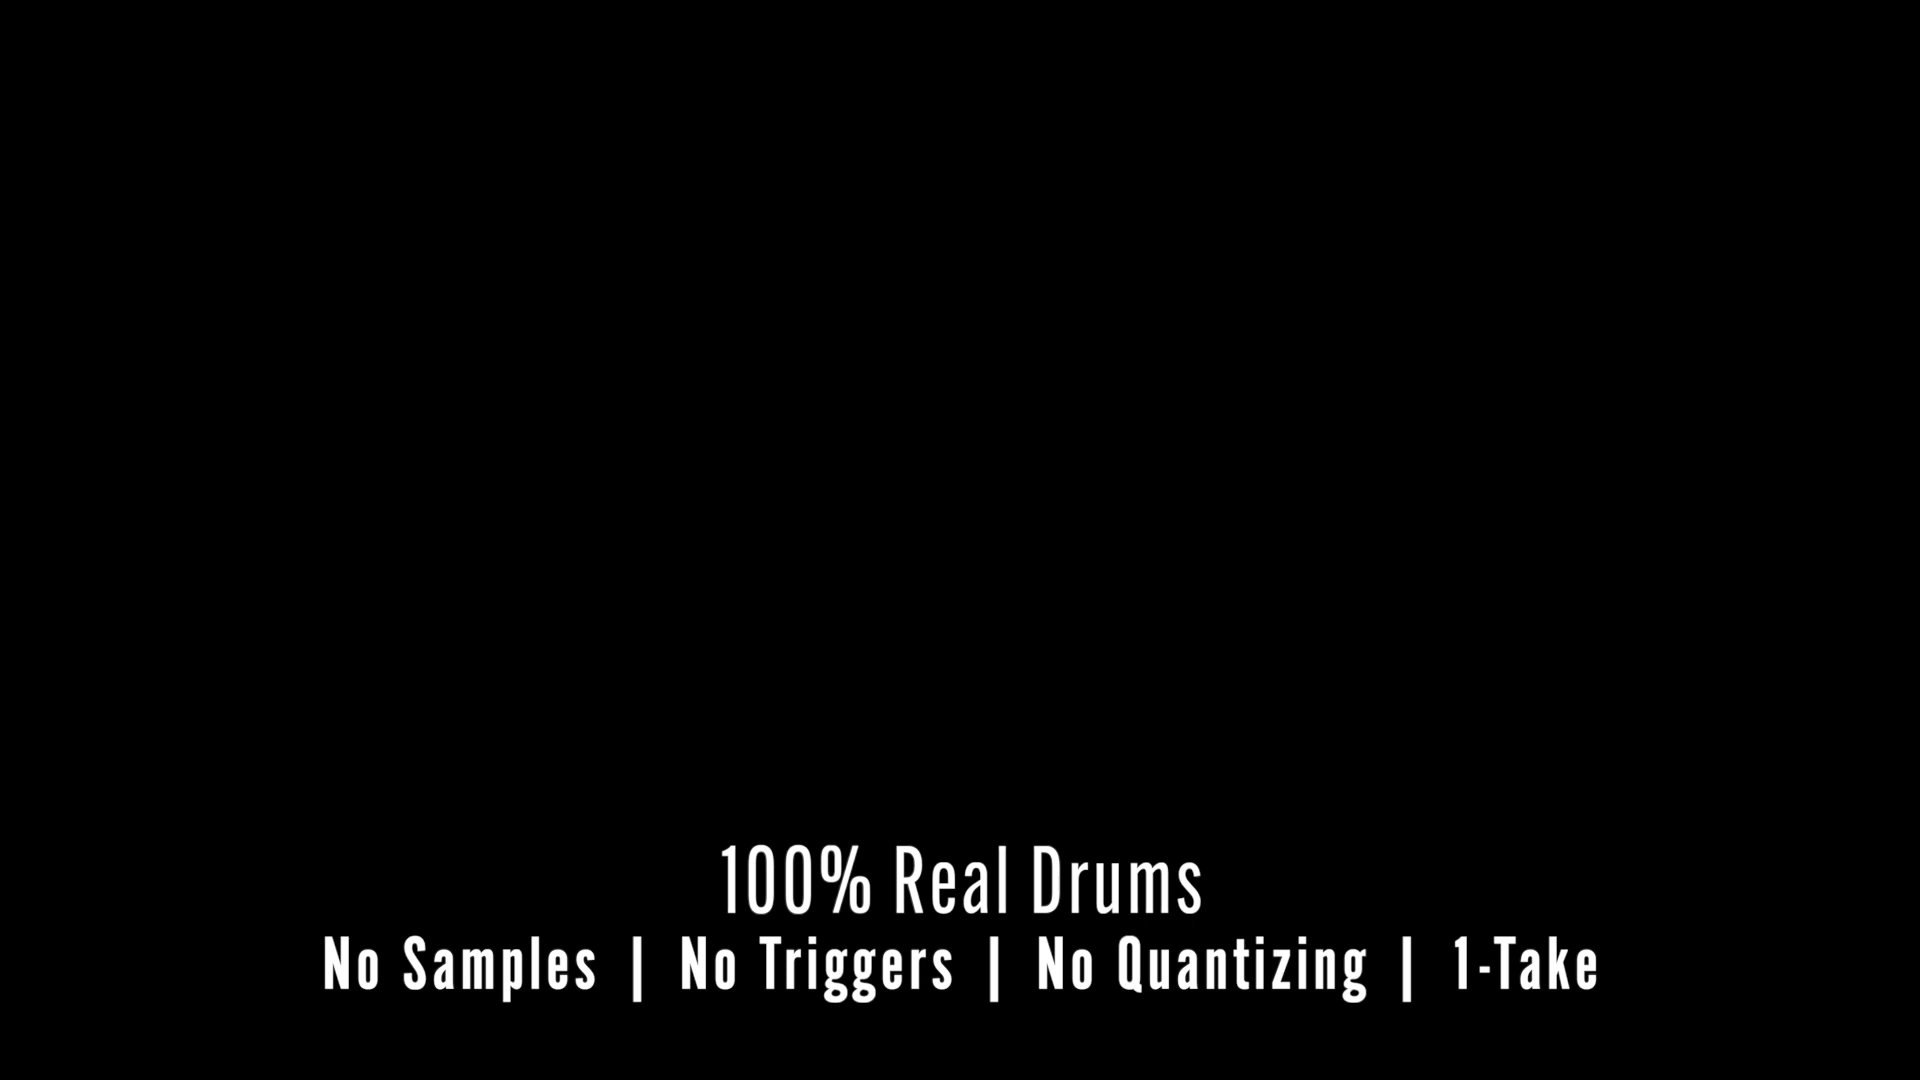 100% Real Drums
No Samples | No Triggers | No Quantizing | 1-Take